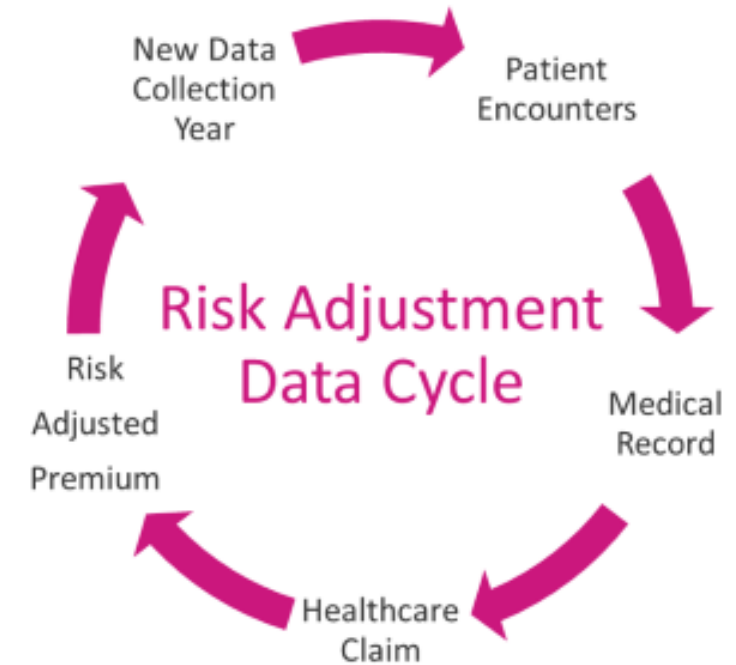 New Data
Collection
Year
Patient
Encounters
Risk Adjustment
Data Cycle
Risk
Adjusted
Premium
Medical
Record
Healthcare
Claim